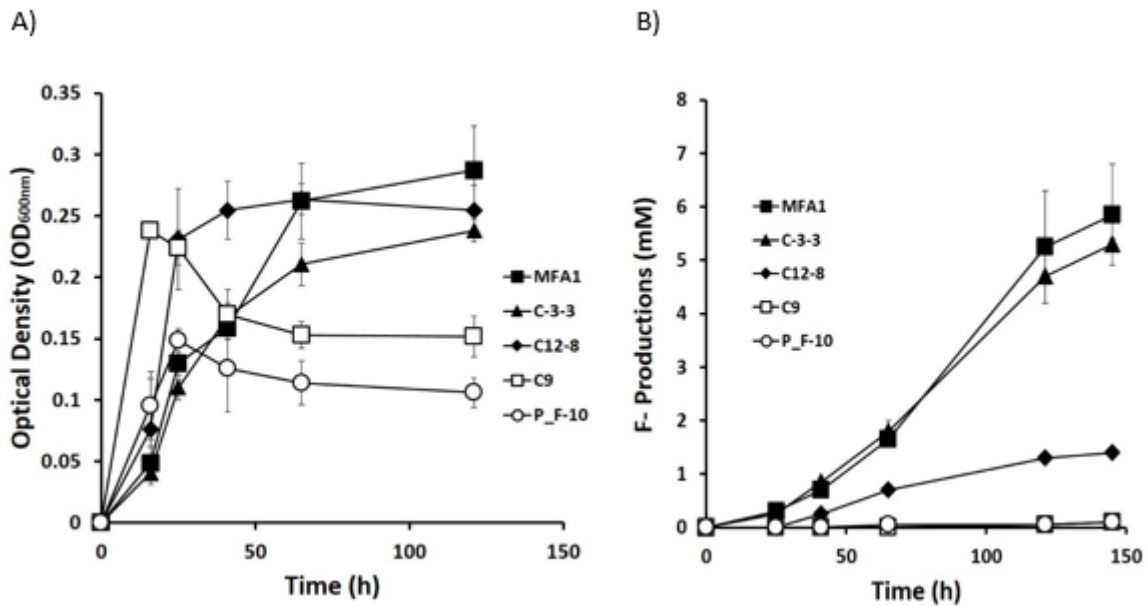 A)
Optical Density (OD600nm)
0.35
0.3
0.25
0.2
0.15
0.1
0.05
0
0 50 100 150
Time (h)
MFA1
C-3-3
C12-8
C9
P_F-10
B)
F- Productions (mM)
8
7
6
5
4
3
2
1
0
0 50 100 150
Time (h)
MFA1
C-3-3
C12-8
C9
P_F-10